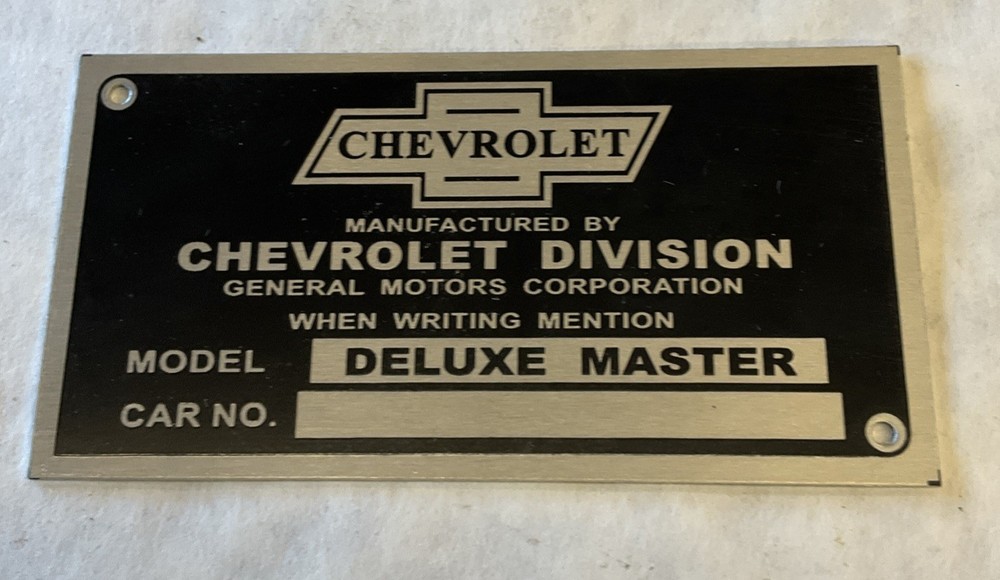 CHEVROLET
MANUFACTURED BY
CHEVROLET DIVISION
GENERAL MOTORS CORPORATION
WHEN WRITING MENTION
MODEL DELUXE MASTER
CAR NO.